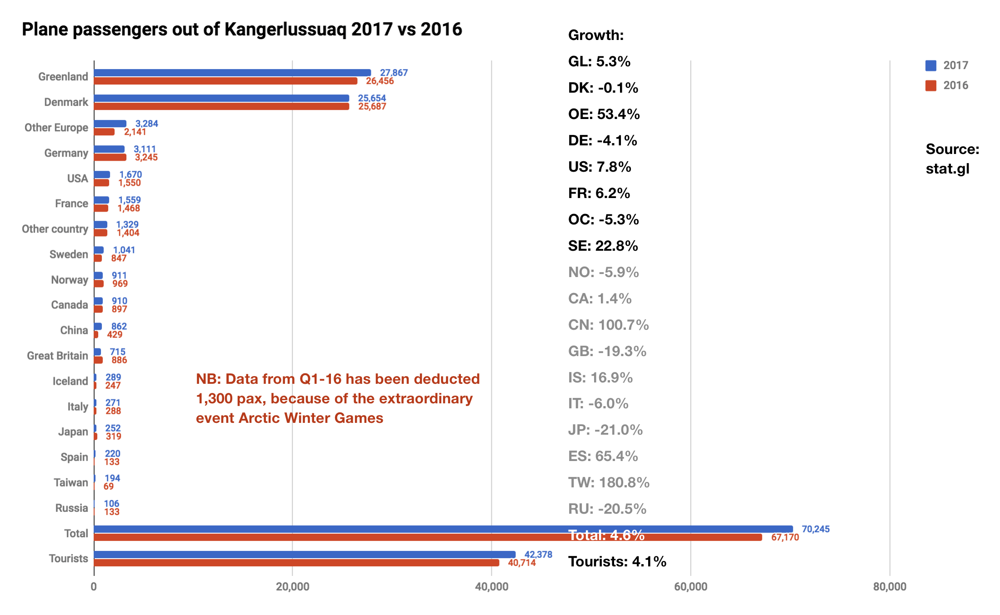 Plane passengers out of Kangerlussuaq 2017 vs 2016
Growth:
GL: 5.3%
DK: -0.1%
OE: 53.4%
DE: -4.1%
US: 7.8%
FR: 6.2%
OC: -5.3%
SE: 22.8%
NO: -5.9%
CA: 1.4%
CN: 100.7%
GB: -19.3%
IS: 16.9%
IT: -6.0%
JP: -21.0%
ES: 65.4%
TW: 180.8%
RU: -20.5%
Total: 4.6%
Tourists: 4.1%
2017
2016
Source:
stat.gl
Greenland 27,867
26,456
Denmark 25,654
25,687
Other Europe 3,284
2,141
Germany 3,111
3,245
USA 1,670
1,550
France 1,559
1,468
Other country 1,329
1,404
Sweden 1,041
847
Norway 911
969
Canada 910
897
China 862
429
Great Britain 715
886
Iceland 289
247
Italy 271
288
Japan 252
319
Spain 220
133
Taiwan 194
69
Russia 106
133
Total 70,245
67,170
Tourists 42,378
40,714
NB: Data from Q1-16 has been deducted
1,300 pax, because of the extraordinary
event Arctic Winter Games
0 20,000 40,000 60,000 80,000